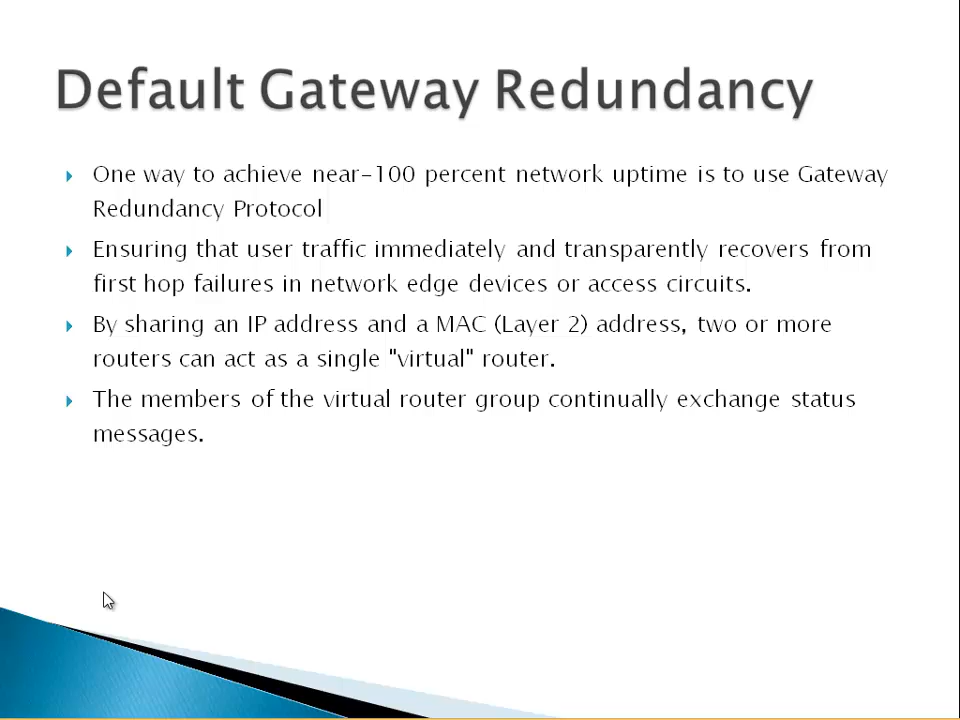 Default Gateway Redundancy
One way to achieve near-100 percent network uptime is to use Gateway
Redundancy Protocol
Ensuring that user traffic immediately and transparently recovers from
first hop failures in network edge devices or access circuits.
By sharing an IP address and a MAC (Layer 2) address, two or more
routers can act as a single "virtual" router.
The members of the virtual router group continually exchange status
messages.